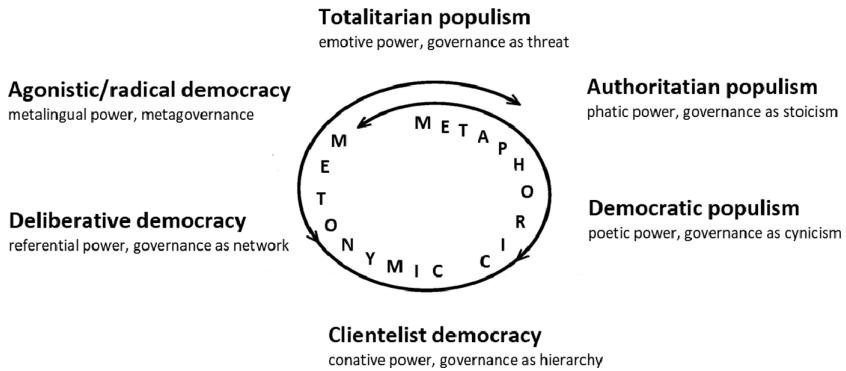 Totalitarian populism
emotive power, governance as threat
Agonistic/radical democracy
metalingual power, metagovernance
Authoritatian populism
phatic power, governance as stoicism
METAPHORIC
METONYMIC
Deliberative democracy
referential power, governance as network
Democratic populism
poetic power, governance as cynicism
Clientelist democracy
conative power, governance as hierarchy